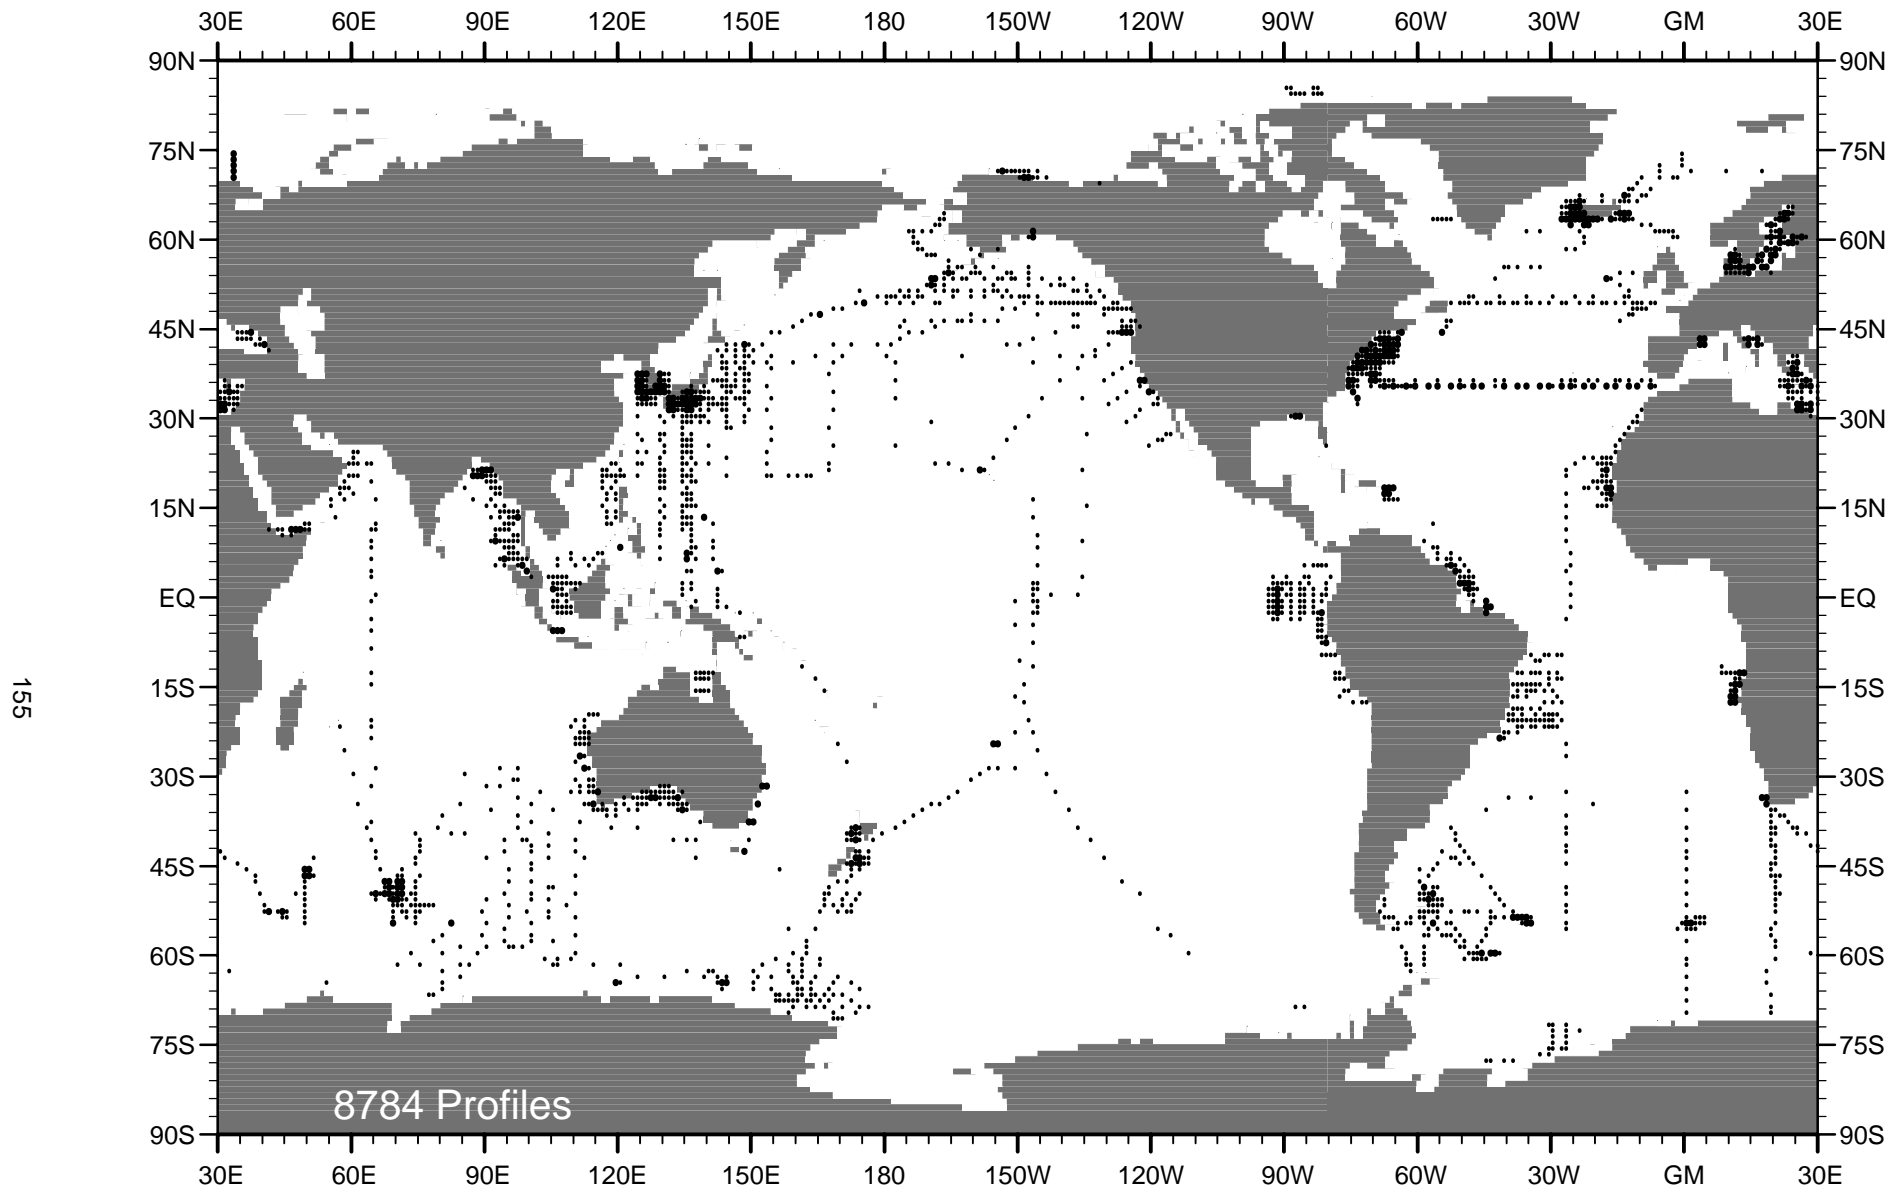 30E 60E 90E 120E 150E 180 150W 120W 90W 60W 30W GM 30E
90N 90N
75N 75N
60N 60N
45N 45N
30N 30N
15N 15N
EQ EQ
15S 15S
30S 30S
45S 45S
60S 60S
75S 75S
8784 Profiles
90S 90S
30E 60E 90E 120E 150E 180 150W 120W 90W 60W 30W GM 30E
155